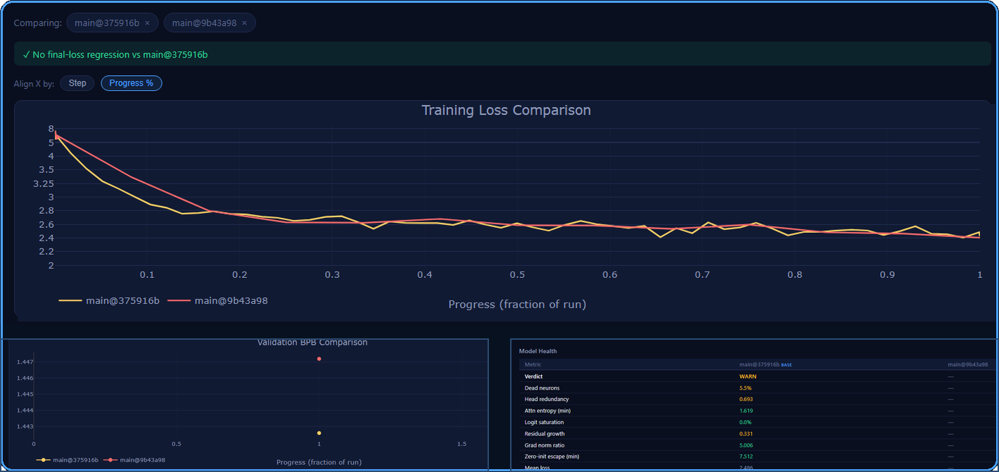 Comparing: main@375916b × main@9b43a98 ×
✓ No final-loss regression vs main@375916b
Align X by: Step Progress %
Training Loss Comparison
8
5
4
3.5
3.25
3
2.8
2.6
2.4
2.2
2
0.1 0.2 0.3 0.4 0.5 0.6 0.7 0.8 0.9 1
main@375916b main@9b43a98
Progress (fraction of run)
Validation BPB Comparison
1.447
1.446
1.445
1.444
1.443
0 0.5 1 1.5
main@375916b main@9b43a98
Progress (fraction of run)
Model Health
Metric main@375916b BASE main@9b43a98
Verdict WARN —
Dead neurons 5.5% —
Head redundancy 0.693 —
Attn entropy (min) 1.619 —
Logit saturation 0.0% —
Residual growth 0.331 —
Grad norm ratio 5.006 —
Zero-init escape (min) 7.512 —
Mean loss 2.486 —